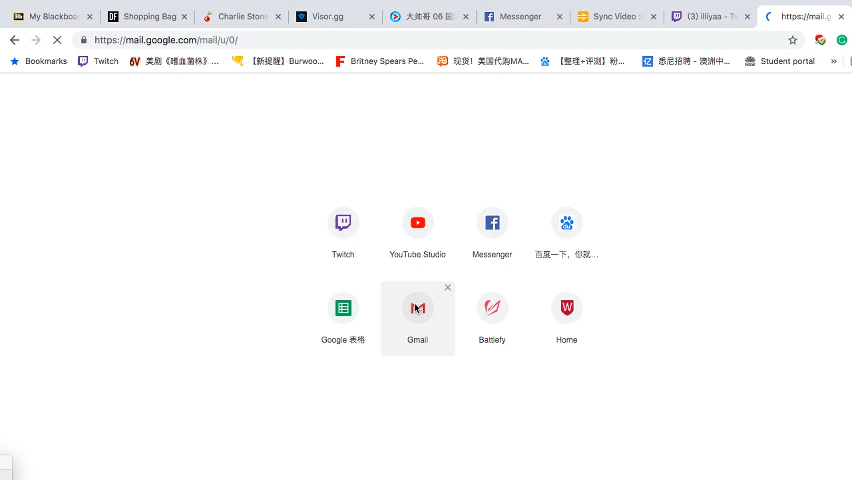 My Blackboar
Shopping Bag
Charlie Stone
Visor.gg
大帅哥 06 国
Messenger
Sync Video :
(3) illiyaa - Tw
https://mail.g
https://mail.google.com/mail/u/0/
Bookmarks
Twitch
美剧《嗜血菌株》...
【新提醒】Burwoo...
Britney Spears Pe...
现货！美国代购MA...
【整理+评测】粉...
悉尼招聘 - 澳洲中...
Student portal
»
Twitch
YouTube Studio
Messenger
百度一下，你就...
Google 表格
Gmail
Battlefy
Home